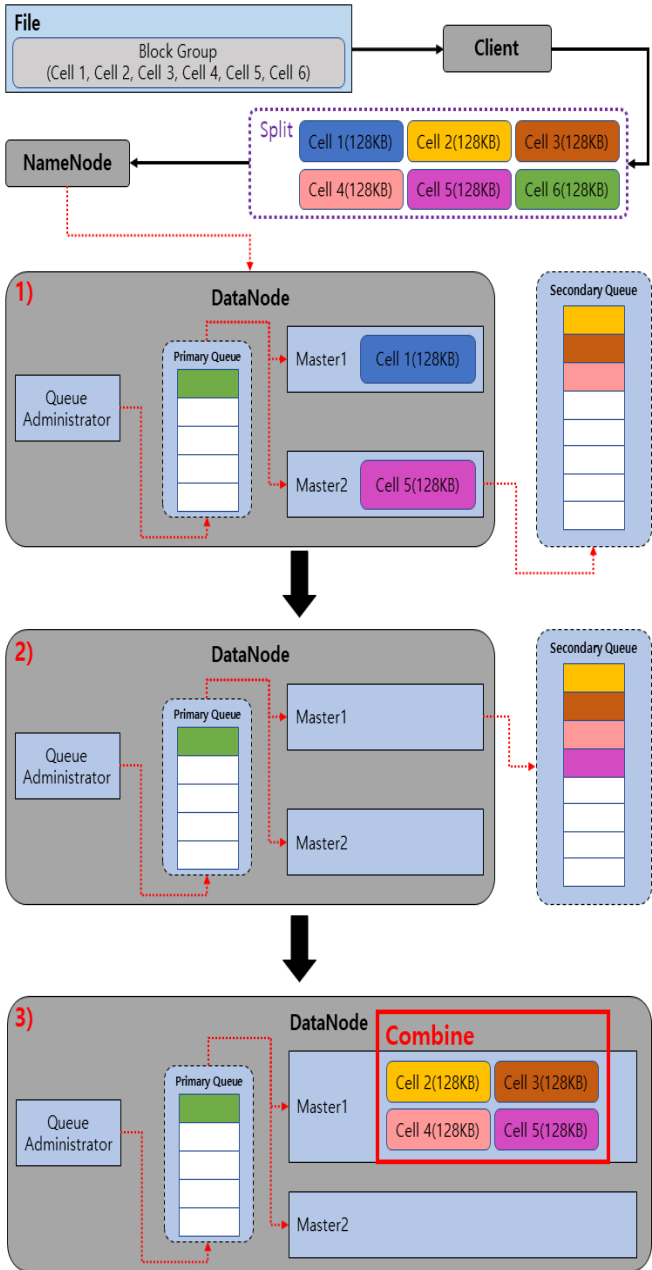 File
Block Group
(Cell 1, Cell 2, Cell 3, Cell 4, Cell 5, Cell 6)
Client
Split
Cell 1(128KB)
Cell 2(128KB)
Cell 3(128KB)
Cell 4(128KB)
Cell 5(128KB)
Cell 6(128KB)
NameNode
1)
DataNode
Secondary Queue
Primary Queue
Master1
Cell 1(128KB)
Queue
Administrator
Master2
Cell 5(128KB)
2)
DataNode
Secondary Queue
Primary Queue
Master1
Queue
Administrator
Master2
3)
DataNode
Combine
Primary Queue
Cell 2(128KB)
Cell 3(128KB)
Master1
Cell 4(128KB)
Cell 5(128KB)
Queue
Administrator
Master2